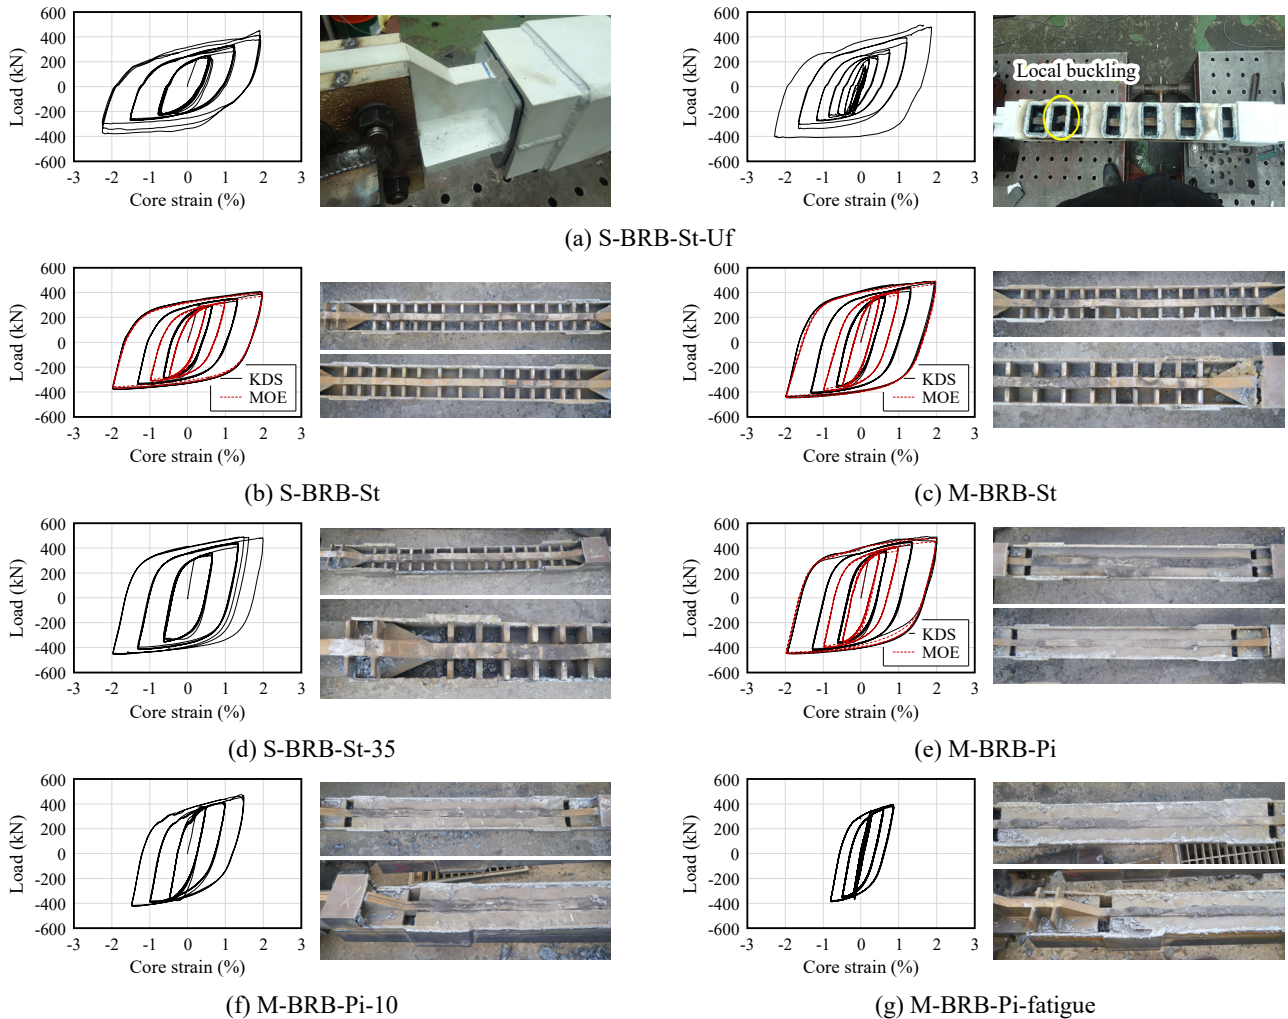 600
400
200
0
-200
-400
-600
Load (kN)
-3 -2 -1 0 1 2 3
Core strain (%)
600
400
200
0
-200
-400
-600
Load (kN)
-3 -2 -1 0 1 2 3
Core strain (%)
Local buckling
(a) S-BRB-St-Uf
600
400
200
0
-200
-400
-600
Load (kN)
KDS
MOE
-3 -2 -1 0 1 2 3
Core strain (%)
(b) S-BRB-St
600
400
200
0
-200
-400
-600
Load (kN)
KDS
MOE
-3 -2 -1 0 1 2 3
Core strain (%)
(c) M-BRB-St
600
400
200
0
-200
-400
-600
Load (kN)
-3 -2 -1 0 1 2 3
Core strain (%)
(d) S-BRB-St-35
600
400
200
0
-200
-400
-600
Load (kN)
KDS
MOE
-3 -2 -1 0 1 2 3
Core strain (%)
(e) M-BRB-Pi
600
400
200
0
-200
-400
-600
Load (kN)
-3 -2 -1 0 1 2 3
Core strain (%)
(f) M-BRB-Pi-10
600
400
200
0
-200
-400
-600
Load (kN)
-3 -2 -1 0 1 2 3
Core strain (%)
(g) M-BRB-Pi-fatigue